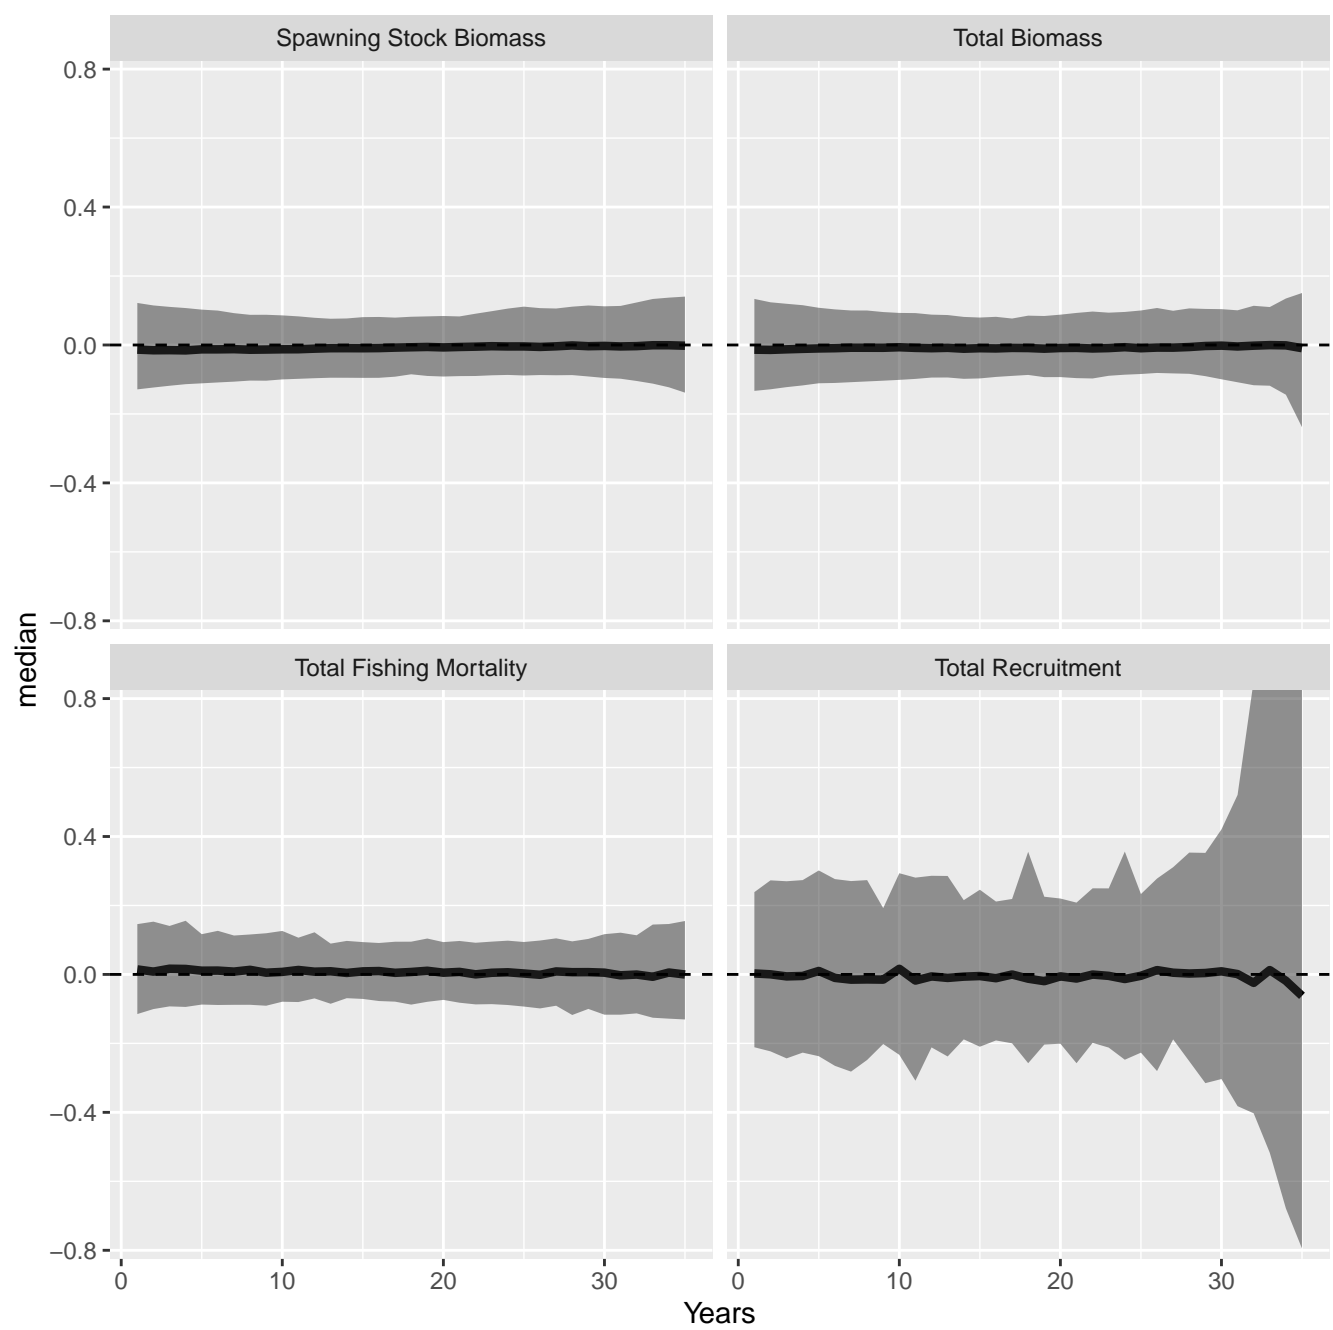 Spawning Stock Biomass
Total Biomass
0.8
0.4
0.0
−0.4
−0.8
Total Fishing Mortality
Total Recruitment
0.8
0.4
0.0
−0.4
−0.8
0 10 20 30
0 10 20 30
Years
median